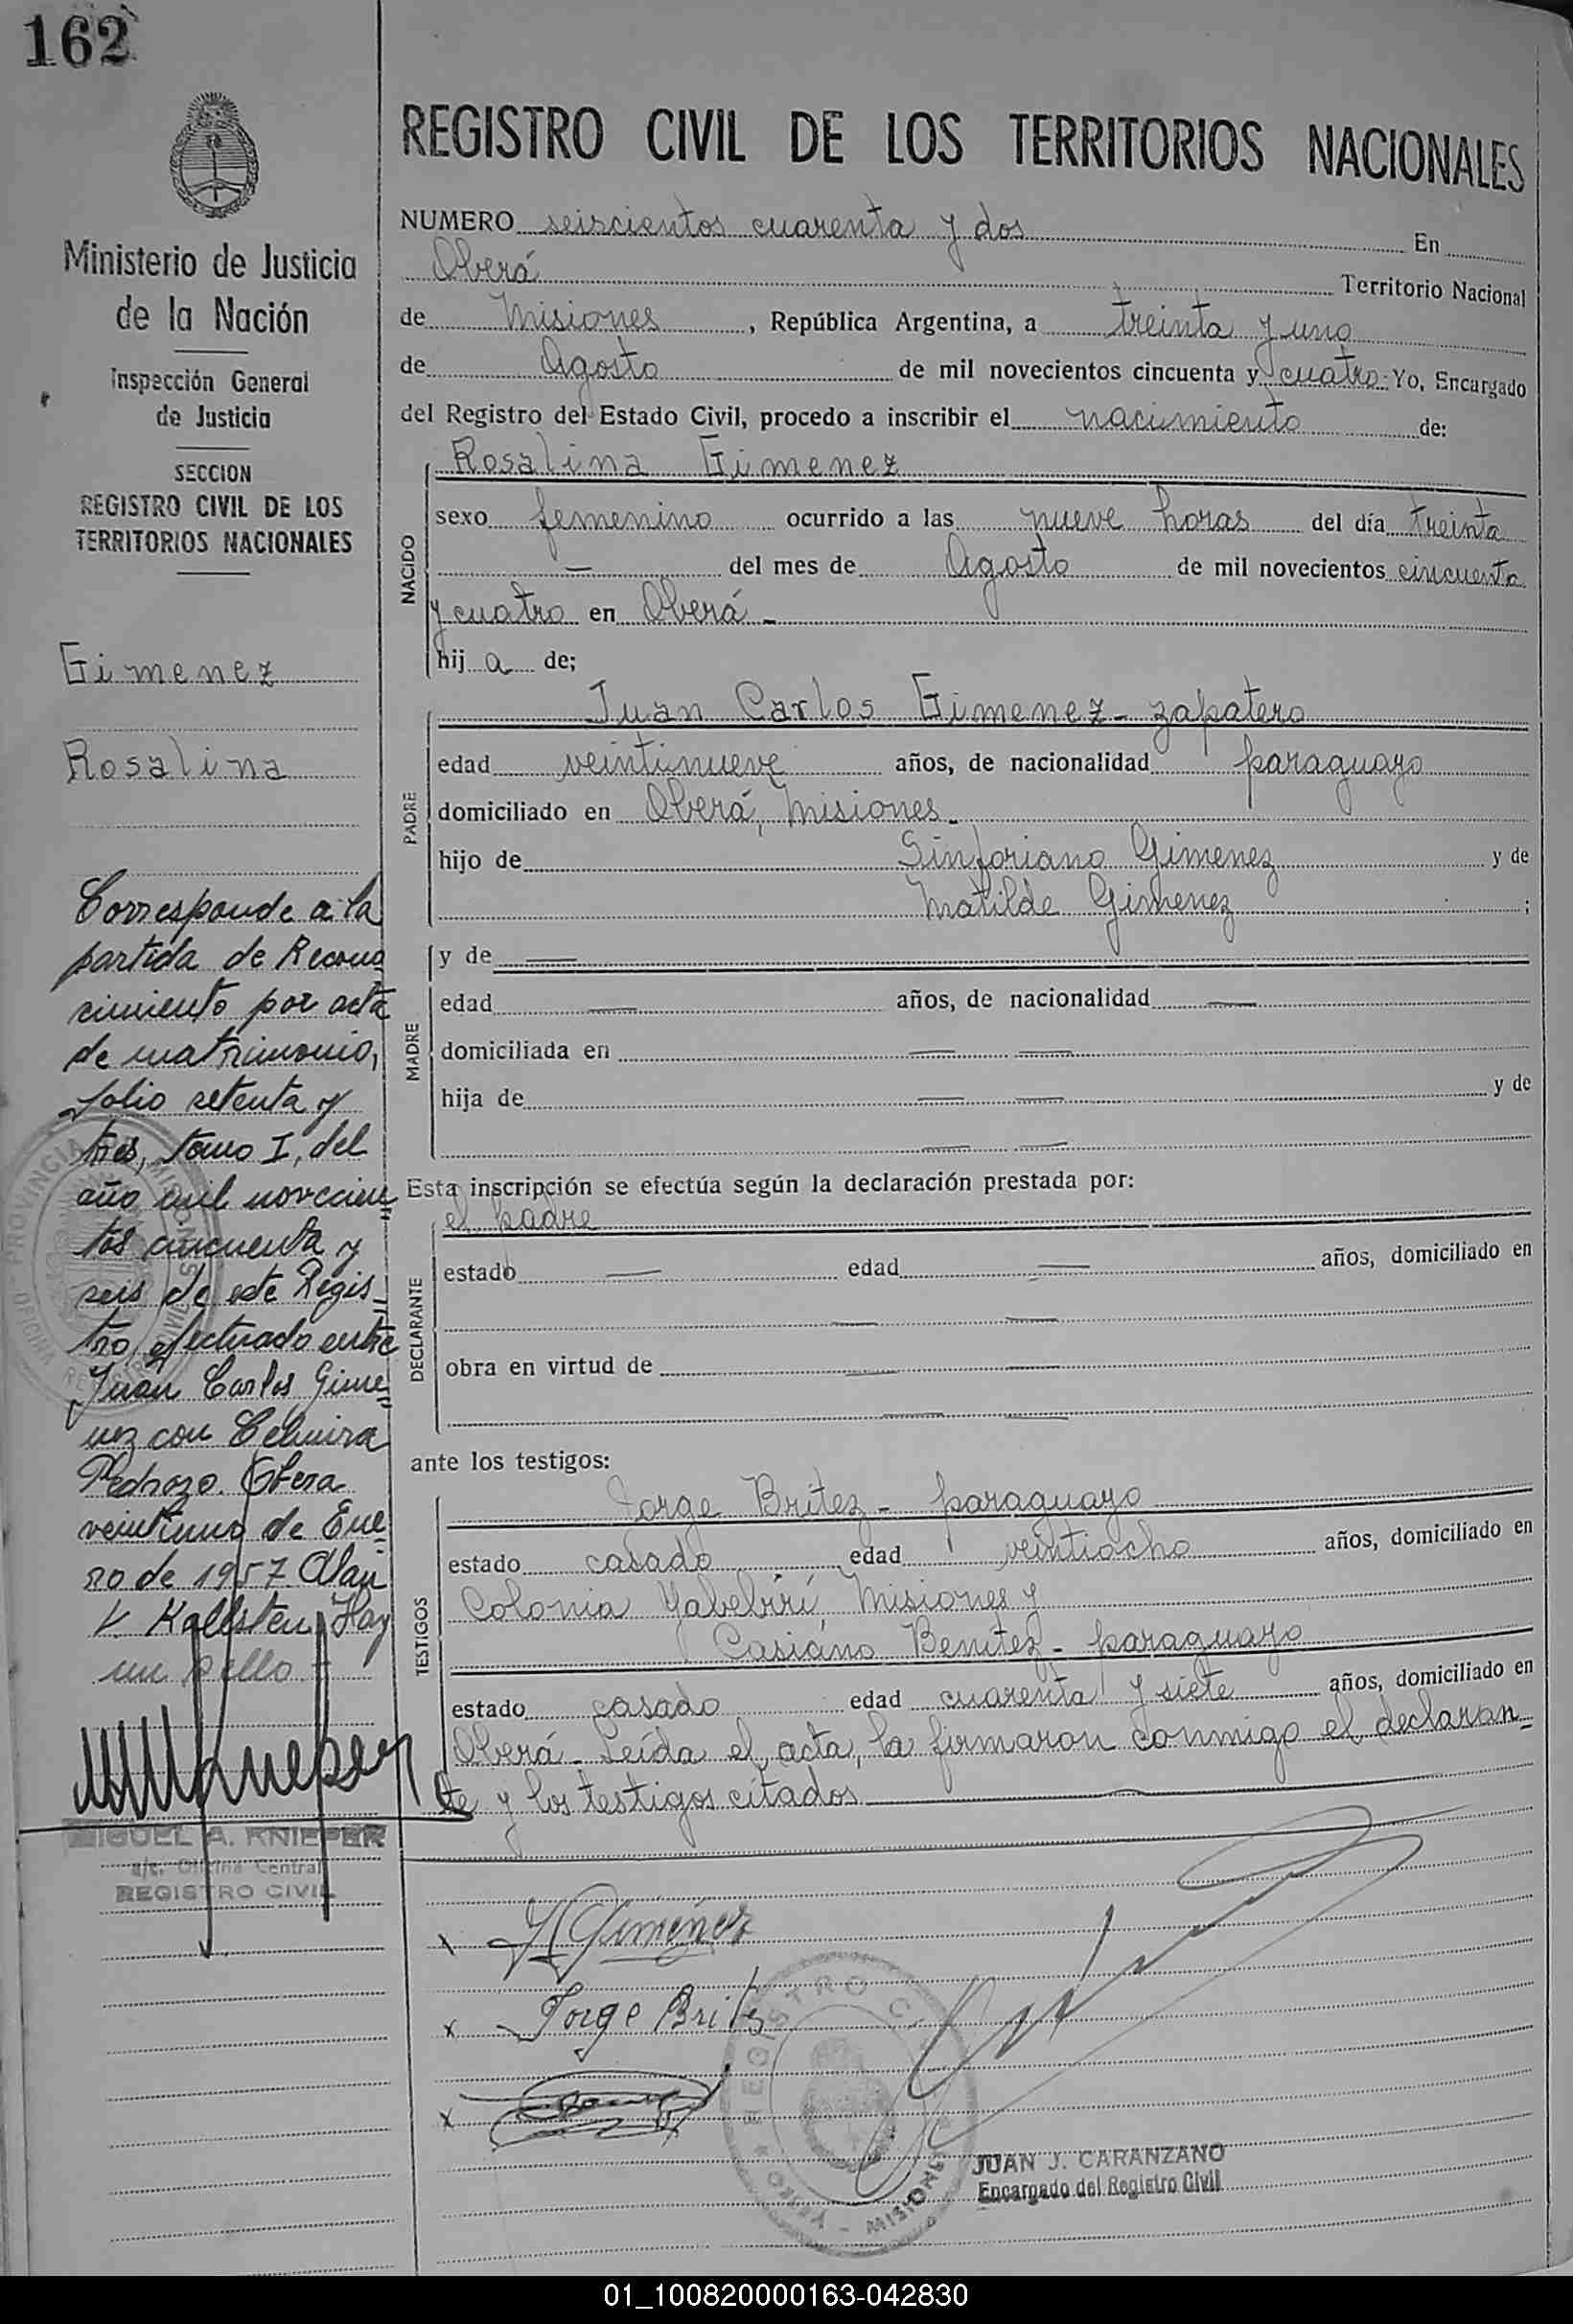 162
Ministerio de Justicia
de la Nación
Inspección General
de Justicia
SECCION
REGISTRO CIVIL DE LOS
TERRITORIOS NACIONALES
Gimenez
Rosalina
Corresponde a la
partida de Recono
cimiento por acta
de matrimonio,
folio setenta y
tres, tomo I, del
año mil novecien
tos cincuenta y
seis de este Regis
tro, efectuado entre
Juan Carlos Gime
nez con Celmira
Pedrozo. Obera
veintiuno de Ene
ro de 1957. Alan
V. Kallsten, Hay
un sello
MIGUEL A. KNIEPER
a/c. Oficina Central
REGISTRO CIVIL
REGISTRO CIVIL DE LOS TERRITORIOS NACIONALES
NUMERO seiscientos cuarenta y dos En
Oberá Territorio Nacional
de Misiones, República Argentina, a treinta y uno
de Agosto de mil novecientos cincuenta y cuatro. Yo, Encargado
del Registro del Estado Civil, procedo a inscribir el nacimiento de:
NACIDO
Rosalina Gimenez
sexo femenino ocurrido a las nueve horas del día treinta
— del mes de Agosto de mil novecientos cincuenta
y cuatro en Oberá -
hija de;
PADRE
Juan Carlos Gimenez - zapatero
edad veintinueve años, de nacionalidad paraguayo
domiciliado en Oberá, Misiones -
hijo de Sinforiano Gimenez y de
Matilde Gimenez ;
MADRE
y de —
edad — años, de nacionalidad —
domiciliada en — —
hija de — — y de
— —
Esta inscripción se efectúa según la declaración prestada por:
DECLARANTE
el padre
estado — edad — años, domiciliado en
— —
obra en virtud de — —
— —
ante los testigos:
TESTIGOS
Jorge Britez - paraguayo
estado casado edad veintiocho años, domiciliado en
Colonia Yabebirí, Misiones y
Casiano Benitez - paraguayo
estado casado edad cuarenta y siete años, domiciliado en
Oberá - Leída el acta, la firmaron conmigo el declaran-
te y los testigos citados
x Gimenez
x Jorge Britez
x
REGISTRO CIVIL
OBERA - MISIONES
JUAN J. CARANZANO
Encargado del Registro Civil
01_100820000163-042830